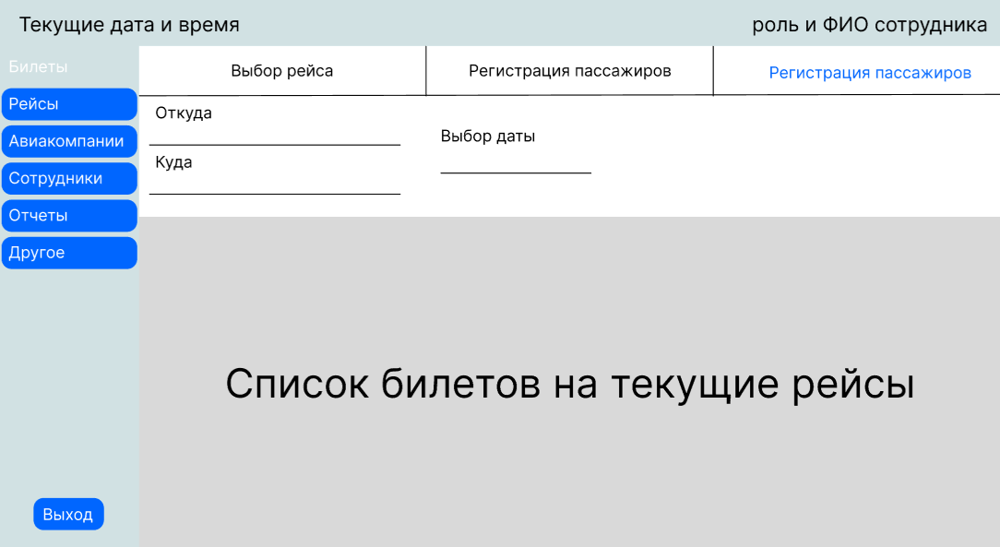 Текущие дата и время
роль и ФИО сотрудника
Билеты
Рейсы
Авиакомпании
Сотрудники
Отчеты
Другое
Выход
Выбор рейса
Регистрация пассажиров
Регистрация пассажиров
Откуда
Куда
Выбор даты
Список билетов на текущие рейсы